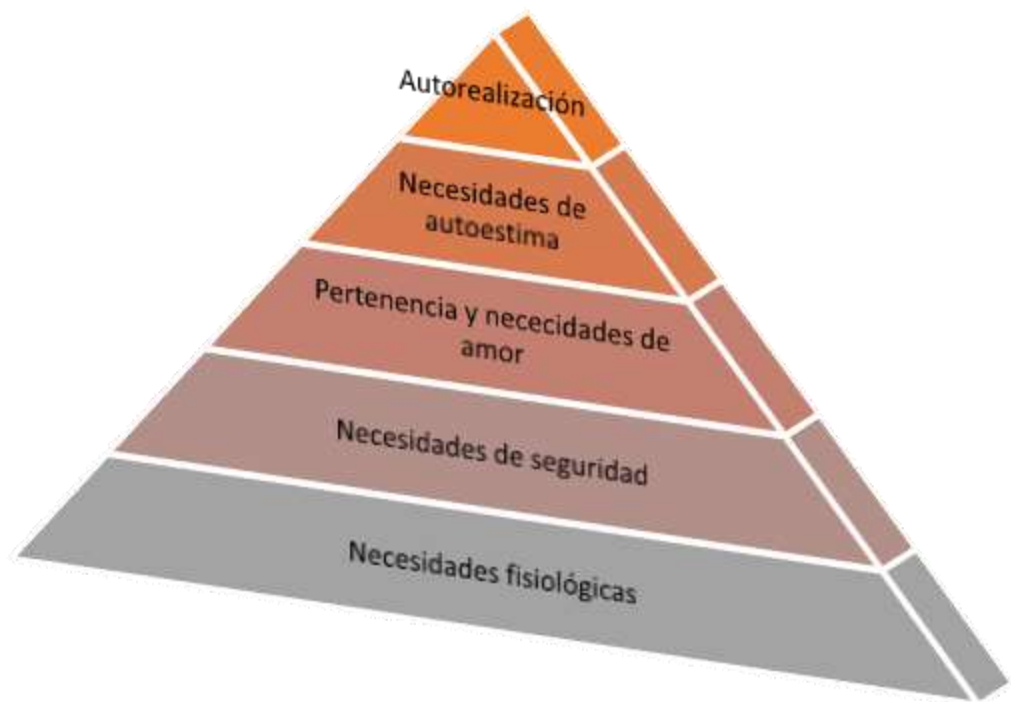 Autorealización
Necesidades de
autoestima
Pertenencia y nececidades de
amor
Necesidades de seguridad
Necesidades fisiológicas